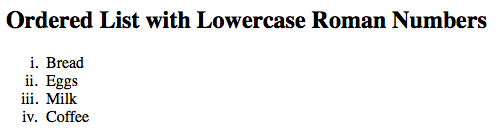 Ordered List with Lowercase Roman Numbers
i. Bread
ii. Eggs
iii. Milk
iv. Coffee